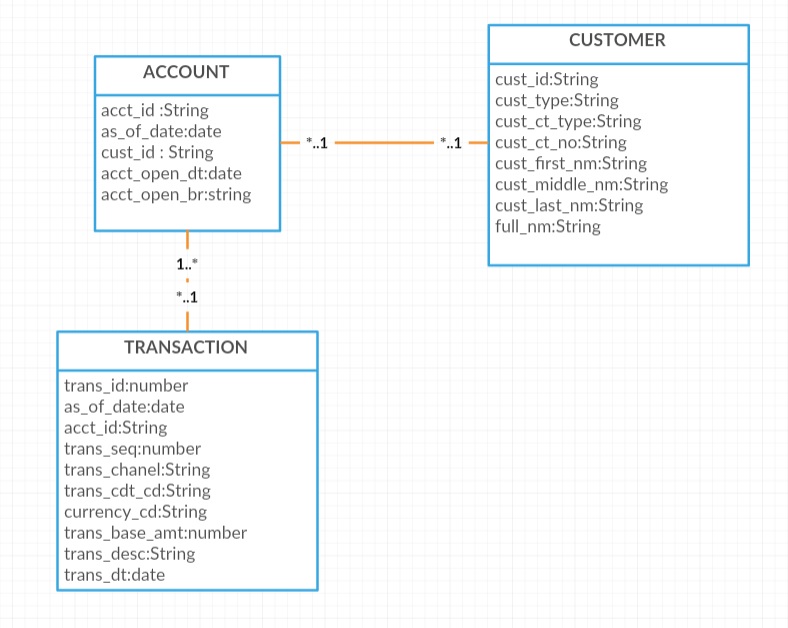 ACCOUNT
acct_id :String
as_of_date:date
cust_id : String
acct_open_dt:date
acct_open_br:string
*..1
*..1
CUSTOMER
cust_id:String
cust_type:String
cust_ct_type:String
cust_ct_no:String
cust_first_nm:String
cust_middle_nm:String
cust_last_nm:String
full_nm:String
1..*
*..1
TRANSACTION
trans_id:number
as_of_date:date
acct_id:String
trans_seq:number
trans_chanel:String
trans_cdt_cd:String
currency_cd:String
trans_base_amt:number
trans_desc:String
trans_dt:date